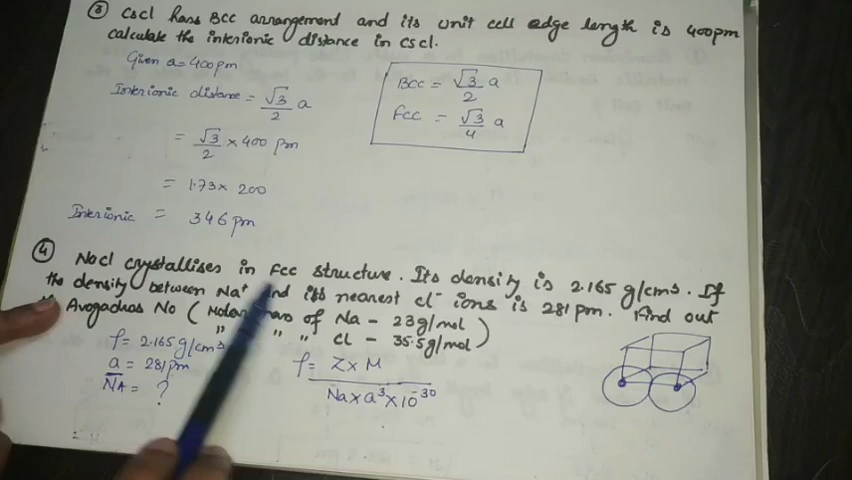 ③ CsCl hass BCC arrangement and its unit cell edge length is 400pm
calculate the interionic distance in CsCl.
Given a=400pm
Interionic distance = √3/2 a
= √3/2 × 400 pm
= 1.73 × 200
Interionic = 346 pm
BCC = √3/2 a
FCC = √3/4 a
④ NaCl crystallises in FCC structure. Its density is 2.165 g/cm3. If
the density between Na+ and its nearest cl- ions is 281 pm. Find out
Avogadros No ( Molar of Na - 23g/mol
" " " Cl - 35.5g/mol )
ρ= 2.165 g/cm3
a = 281 pm
NA = ?
ρ= Z×M / Na × a³ × 10⁻³⁰